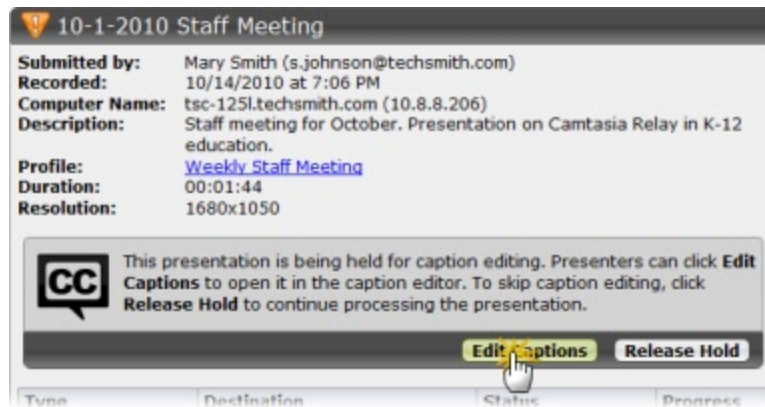 10-1-2010 Staff Meeting
Submitted by: Mary Smith (s.johnson@techsmith.com)
Recorded: 10/14/2010 at 7:06 PM
Computer Name: tsc-125l.techsmith.com (10.8.8.206)
Description: Staff meeting for October. Presentation on Camtasia Relay in K-12
education.
Profile: Weekly Staff Meeting
Duration: 00:01:44
Resolution: 1680x1050
CC
This presentation is being held for caption editing. Presenters can click Edit
Captions to open it in the caption editor. To skip caption editing, click
Release Hold to continue processing the presentation.
Edit Captions Release Hold
Type Destination Status Progress